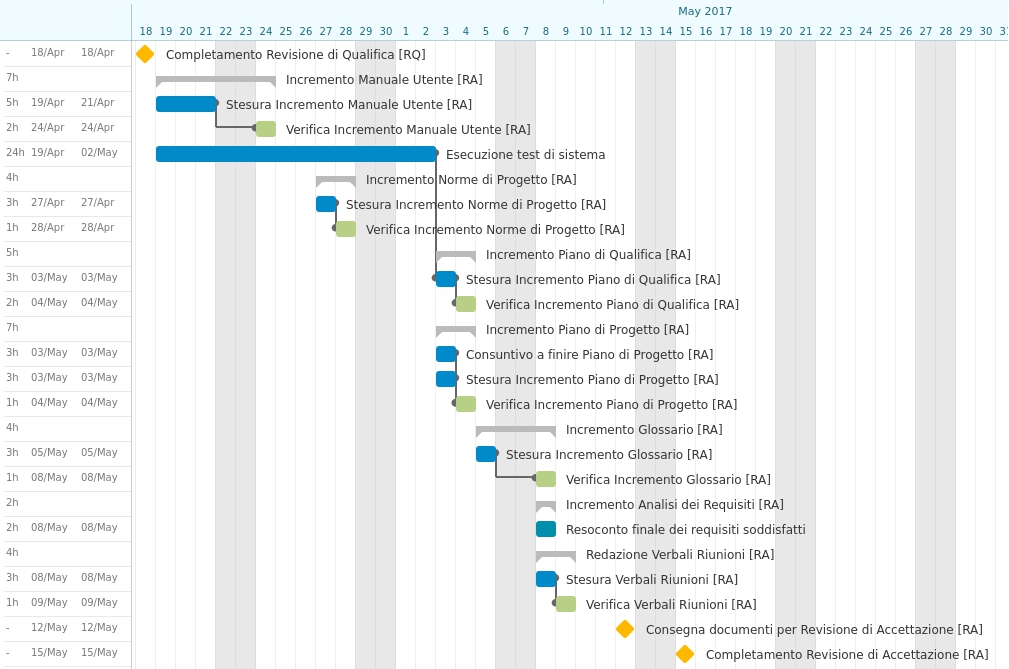 May 2017
18 19 20 21 22 23 24 25 26 27 28 29 30 1 2 3 4 5 6 7 8 9 10 11 12 13 14 15 16 17 18 19 20 21 22 23 24 25 26 27 28 29 30
- 18/Apr 18/Apr Completamento Revisione di Qualifica [RQ]
7h Incremento Manuale Utente [RA]
5h 19/Apr 21/Apr Stesura Incremento Manuale Utente [RA]
2h 24/Apr 24/Apr Verifica Incremento Manuale Utente [RA]
24h 19/Apr 02/May Esecuzione test di sistema
4h Incremento Norme di Progetto [RA]
3h 27/Apr 27/Apr Stesura Incremento Norme di Progetto [RA]
1h 28/Apr 28/Apr Verifica Incremento Norme di Progetto [RA]
5h Incremento Piano di Qualifica [RA]
3h 03/May 03/May Stesura Incremento Piano di Qualifica [RA]
2h 04/May 04/May Verifica Incremento Piano di Qualifica [RA]
7h Incremento Piano di Progetto [RA]
3h 03/May 03/May Consuntivo a finire Piano di Progetto [RA]
3h 03/May 03/May Stesura Incremento Piano di Progetto [RA]
1h 04/May 04/May Verifica Incremento Piano di Progetto [RA]
4h Incremento Glossario [RA]
3h 05/May 05/May Stesura Incremento Glossario [RA]
1h 08/May 08/May Verifica Incremento Glossario [RA]
2h Incremento Analisi dei Requisiti [RA]
2h 08/May 08/May Resoconto finale dei requisiti soddisfatti
4h Redazione Verbali Riunioni [RA]
3h 08/May 08/May Stesura Verbali Riunioni [RA]
1h 09/May 09/May Verifica Verbali Riunioni [RA]
- 12/May 12/May Consegna documenti per Revisione di Accettazione [RA]
- 15/May 15/May Completamento Revisione di Accettazione [RA]